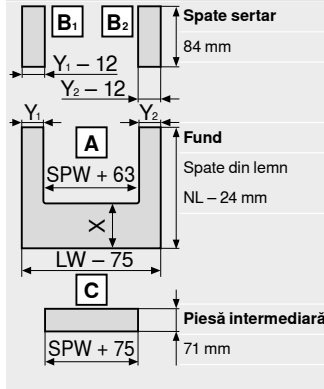 B₁ B₂ Spate sertar
84 mm
Y₁ – 12
Y₂ – 12
Y₁ Y₂
A Fund
SPW + 63 Spate din lemn
NL – 24 mm
X
LW – 75
C
Piesă intermediară
SPW + 75 71 mm